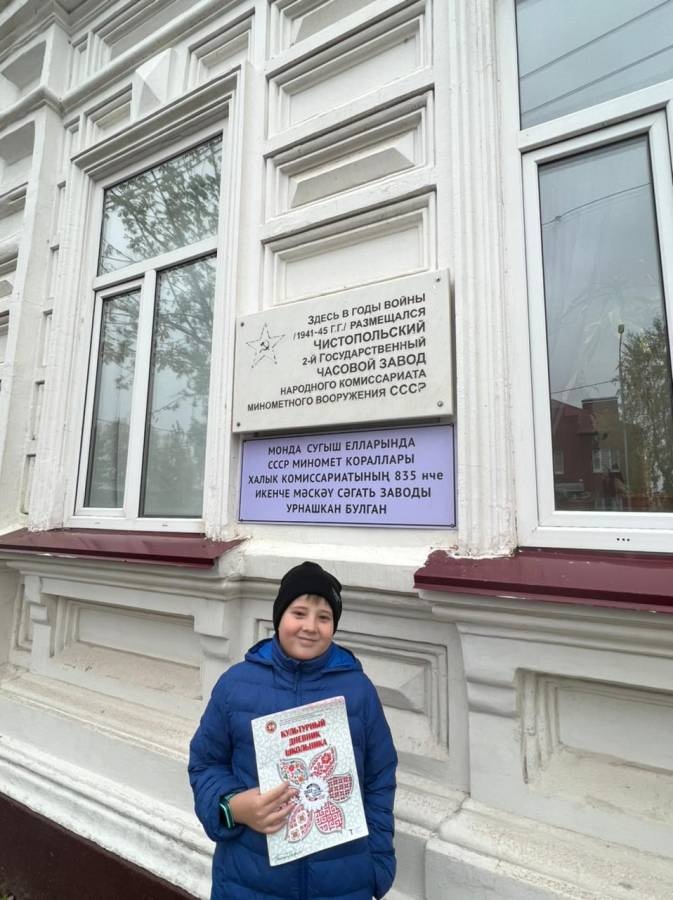 ЗДЕСЬ В ГОДЫ ВОЙНЫ
/1941-45 Г.Г./ РАЗМЕЩАЛСЯ
ЧИСТОПОЛЬСКИЙ
2-Й ГОСУДАРСТВЕННЫЙ
ЧАСОВОЙ ЗАВОД
НАРОДНОГО КОМИССАРИАТА
МИНОМЕТНОГО ВООРУЖЕНИЯ СССР?
МОНДА СУГЫШ ЕЛЛАРЫНДА
СССР МИНОМЕТ КОРАЛЛАРЫ
ХАЛЫК КОМИССАРИАТЫНЫҢ 835 нче
ИКЕНЧЕ МӘСКӘҮ СӘГАТЬ ЗАВОДЫ
УРНАШКАН БУЛГАН
КУЛЬТУРНЫЙ
ДНЕВНИК
ШКОЛЬНИКА